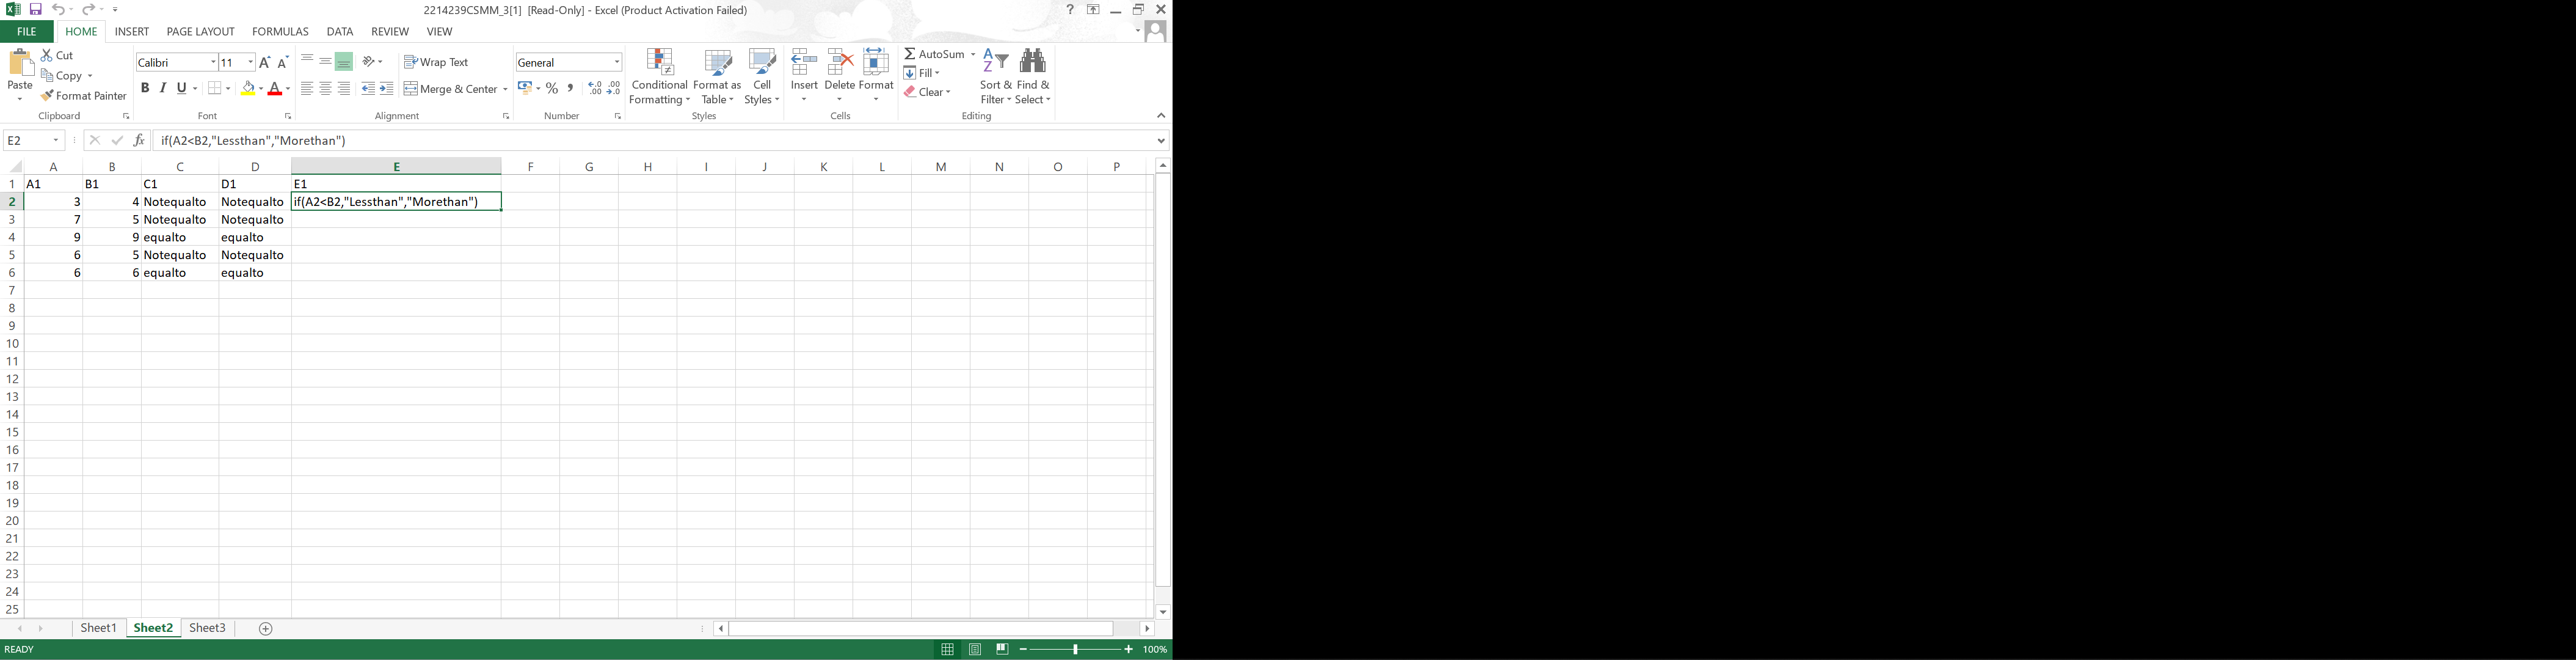 2214239CSMM_3[1] [Read-Only] - Excel (Product Activation Failed)
FILE HOME INSERT PAGE LAYOUT FORMULAS DATA REVIEW VIEW
Paste
Cut
Copy
Format Painter
Clipboard
Calibri 11
B I U
Font
Wrap Text
Merge & Center
Alignment
General
Number
Conditional Formatting
Format as Table
Cell Styles
Styles
Insert Delete Format
Cells
AutoSum
Fill
Clear
Sort & Filter
Find & Select
Editing
E2 fx if(A2<B2,"Lessthan","Morethan")
A B C D E F G H I J K L M N O P
1 A1 B1 C1 D1 E1
2 3 4 Notequalto Notequalto if(A2<B2,"Lessthan","Morethan")
3 7 5 Notequalto Notequalto
4 9 9 equalto equalto
5 6 5 Notequalto Notequalto
6 6 6 equalto equalto
7
8
9
10
11
12
13
14
15
16
17
18
19
20
21
22
23
24
25
Sheet1 Sheet2 Sheet3
READY 100%